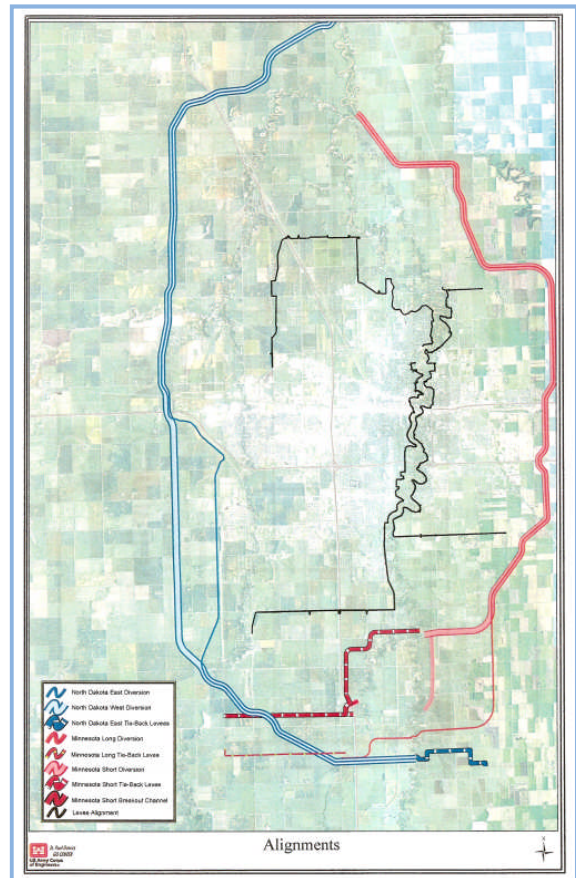 North Dakota East Diversion
North Dakota West Diversion
North Dakota East Tie-Back Levees
Minnesota Long Diversion
Minnesota Long Tie-Back Levee
Minnesota Short Diversion
Minnesota Short Tie-Back Levee
Minnesota Short Breakout Channel
Levee Alignment
Alignments
US Army Corps
of Engineers